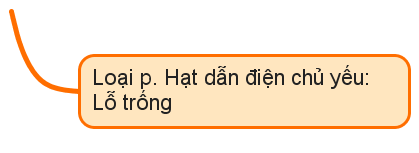 Loại p. Hạt dẫn điện chủ yếu:
Lỗ trống